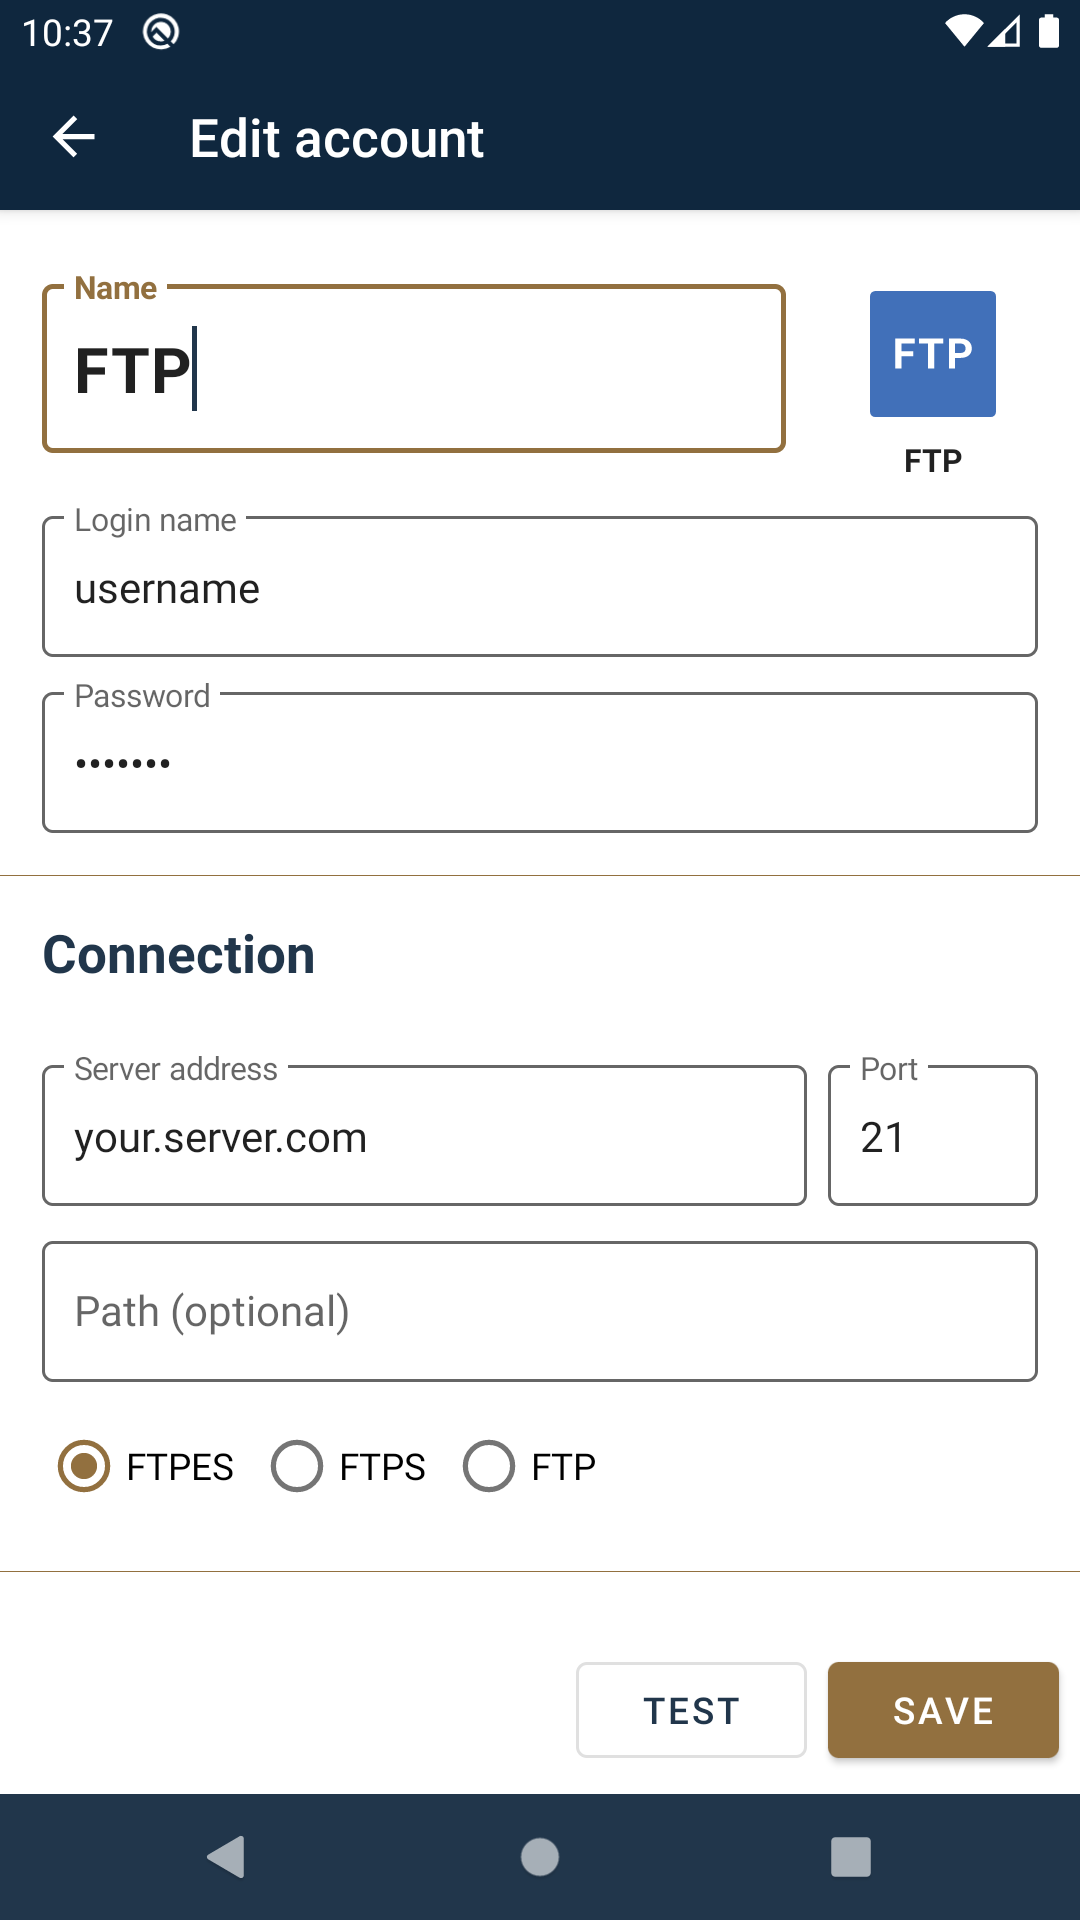 10:37
Edit account
Name
FTP
FTP
FTP
Login name
username
Password
•••••••
Connection
Server address
your.server.com
Port
21
Path (optional)
FTPES FTPS FTP
TEST SAVE